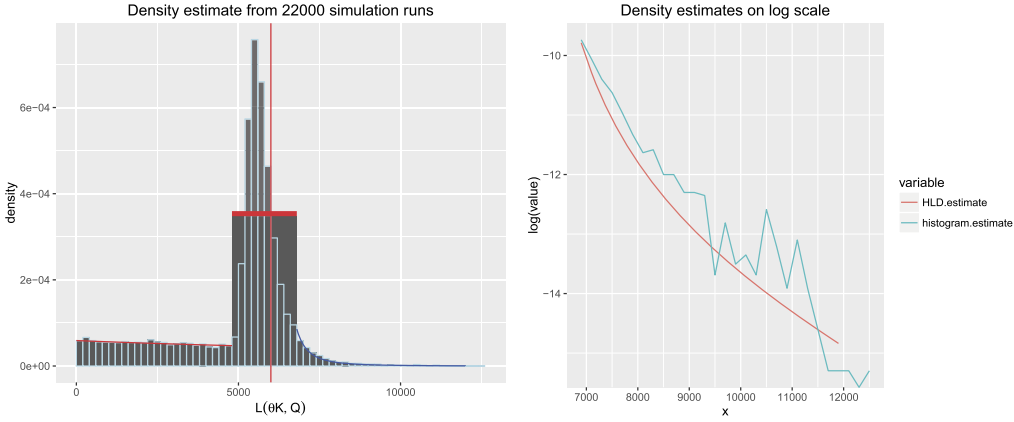 Density estimate from 22000 simulation runs
density
6e−04
4e−04
2e−04
0e+00
0
5000
10000
L(θK, Q)
Density estimates on log scale
log(value)
−10
−12
−14
7000
8000
9000
10000
11000
12000
x
variable
HLD.estimate
histogram.estimate